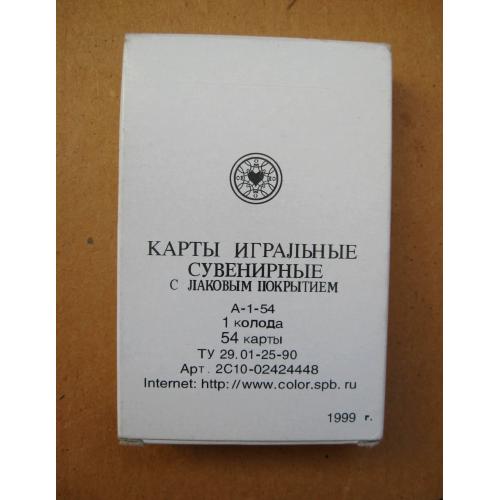 КАРТЫ ИГРАЛЬНЫЕ
СУВЕНИРНЫЕ
С ЛАКОВЫМ ПОКРЫТИЕМ
А-1-54
1 колода
54 карты
ТУ 29.01-25-90
Арт. 2С10-02424448
Internet: http://www.color.spb.ru
1999 г.